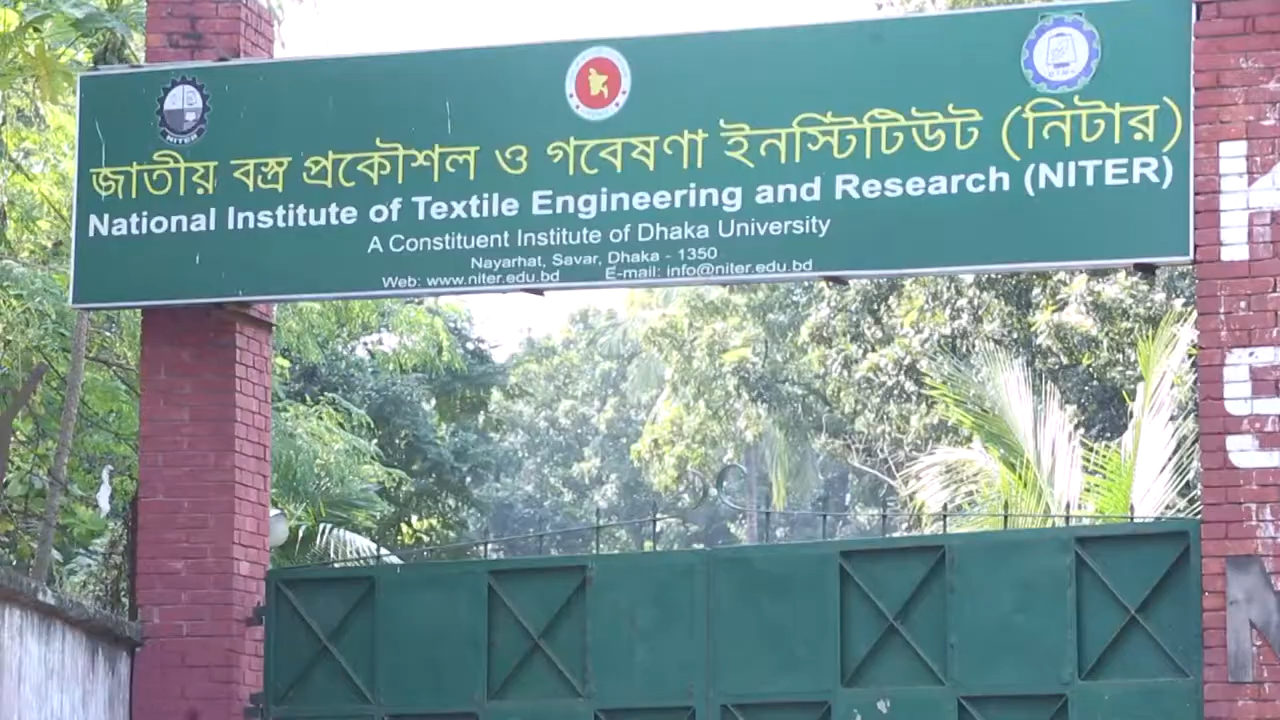 জাতীয় বস্ত্র প্রকৌশল ও গবেষণা ইনস্টিটিউট (নিটার)
National Institute of Textile Engineering and Research (NITER)
A Constituent Institute of Dhaka University
Nayarhat, Savar, Dhaka - 1350
Web: www.niter.edu.bd E-mail: info@niter.edu.bd
NITER